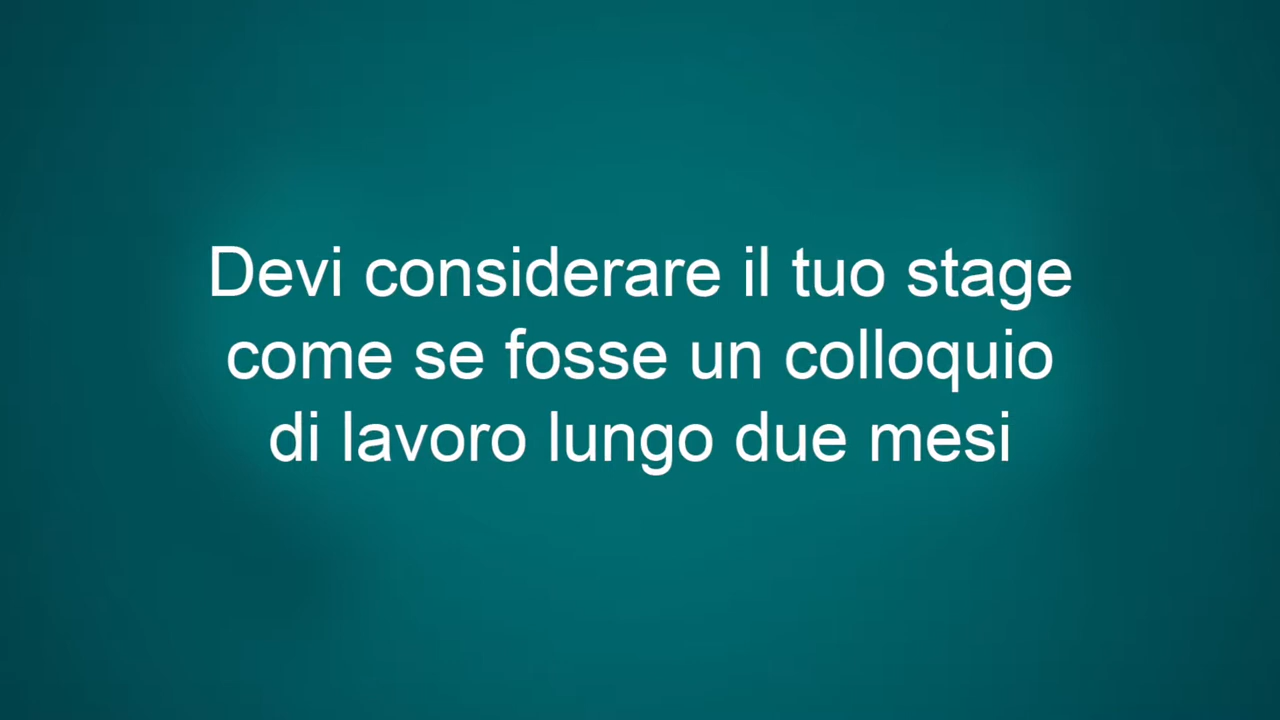 Devi considerare il tuo stage
come se fosse un colloquio
di lavoro lungo due mesi